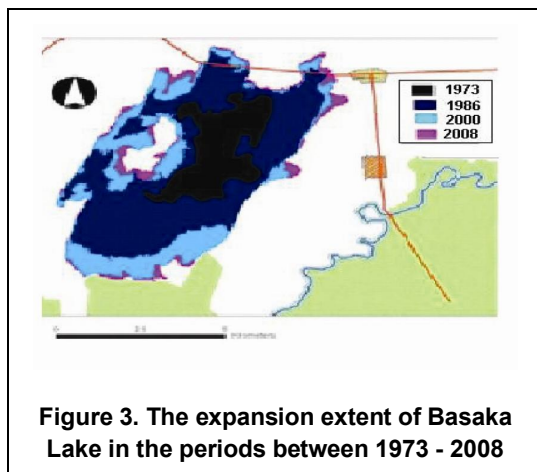 1973
1986
2000
2008
Figure 3. The expansion extent of Basaka
Lake in the periods between 1973 - 2008